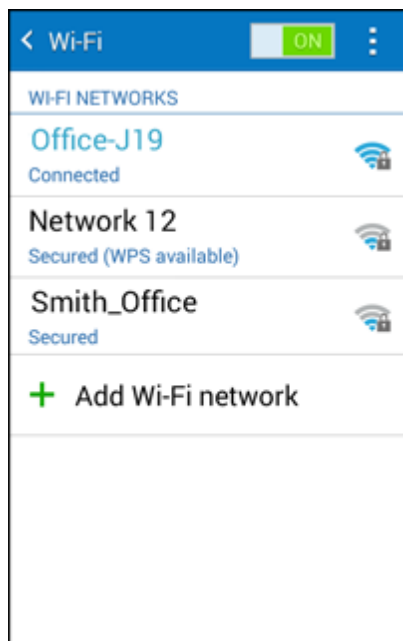 Wi-Fi ON
WI-FI NETWORKS
Office-J19
Connected
Network 12
Secured (WPS available)
Smith_Office
Secured
Add Wi-Fi network